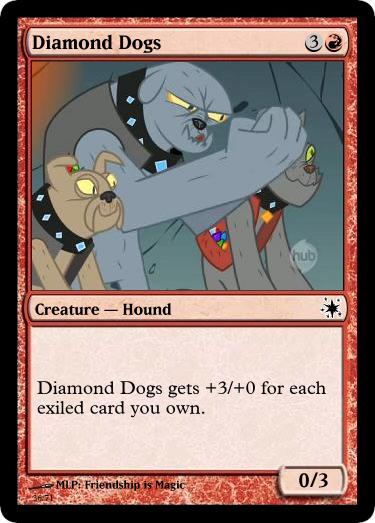 Diamond Dogs 3
hub
Creature — Hound
Diamond Dogs gets +3/+0 for each
exiled card you own.
MLP: Friendship is Magic
0/3